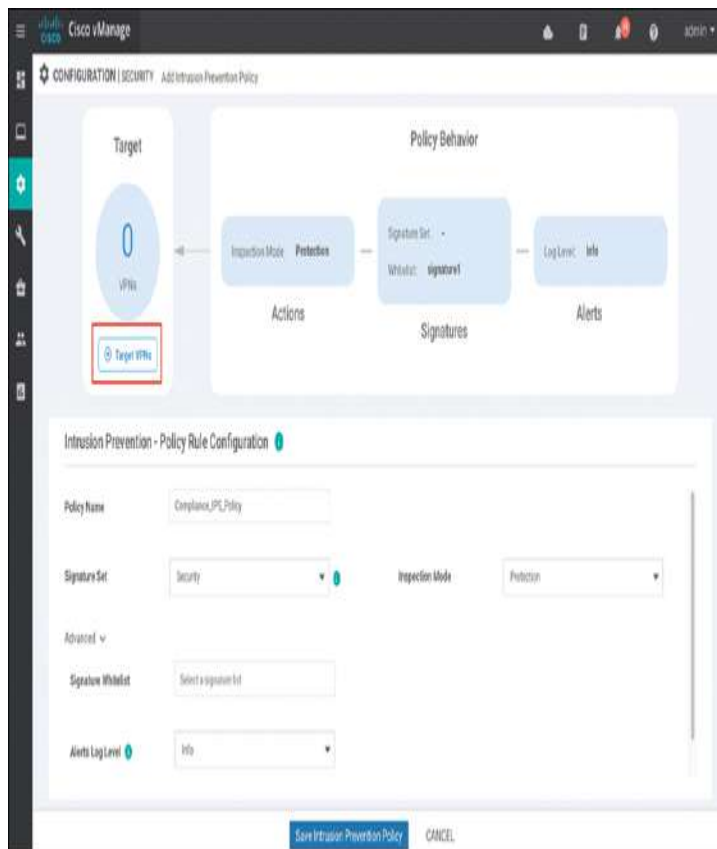 Cisco vManage
admin
CONFIGURATION | SECURITY Add Intrusion Prevention Policy
Target
Policy Behavior
0
VPNs
Target VPNs
Inspection Mode Protection
Actions
Signature Set -
Whitelist: signature1
Signatures
Log Level: Info
Alerts
Intrusion Prevention - Policy Rule Configuration
Policy Name Compliance_IPS_Policy
Signature Set Security Inspection Mode Protection
Advanced
Signature Whitelist Select a signature list
Alerts Log Level Info
Save Intrusion Prevention Policy CANCEL